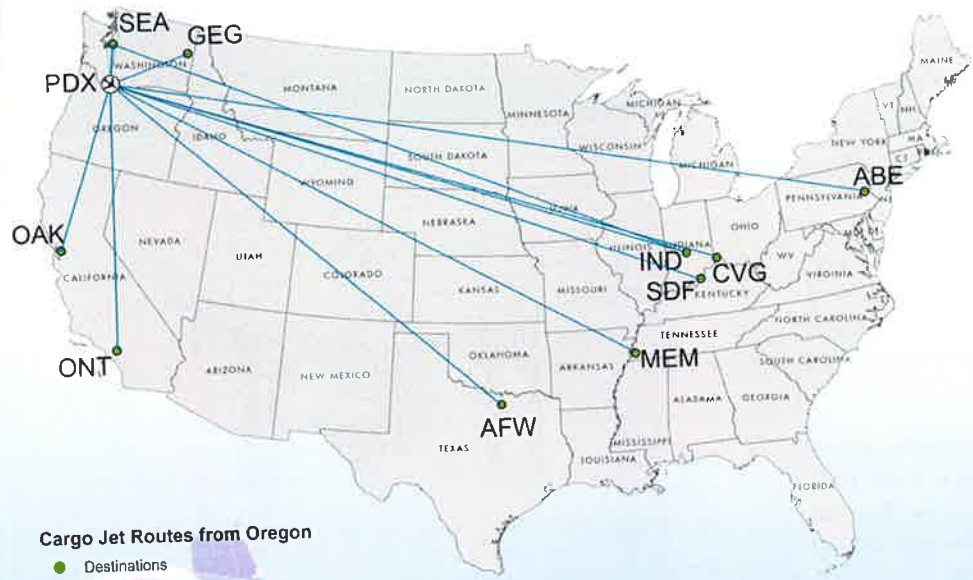 SEA
GEG
WASHINGTON
PDX
MONTANA
NORTH DAKOTA
MINNESOTA
MICHIGAN
MAINE
VT
NH
OREGON
IDAHO
SOUTH DAKOTA
WISCONSIN
MICHIGAN
NEW YORK
MA
CT
WYOMING
ABE
PENNSYLVANIA
NEBRASKA
IOWA
OHIO
OAK
NEVADA
UTAH
ILLINOIS
INDIANA
MD
CALIFORNIA
COLORADO
IND
CVG
WV
VIRGINIA
KANSAS
MISSOURI
SDF
KENTUCKY
NORTH CAROLINA
TENNESSEE
ONT
ARIZONA
NEW MEXICO
OKLAHOMA
ARKANSAS
MEM
SOUTH CAROLINA
ALABAMA
GEORGIA
AFW
TEXAS
MISSISSIPPI
LOUISIANA
FLORIDA
Cargo Jet Routes from Oregon
Destinations